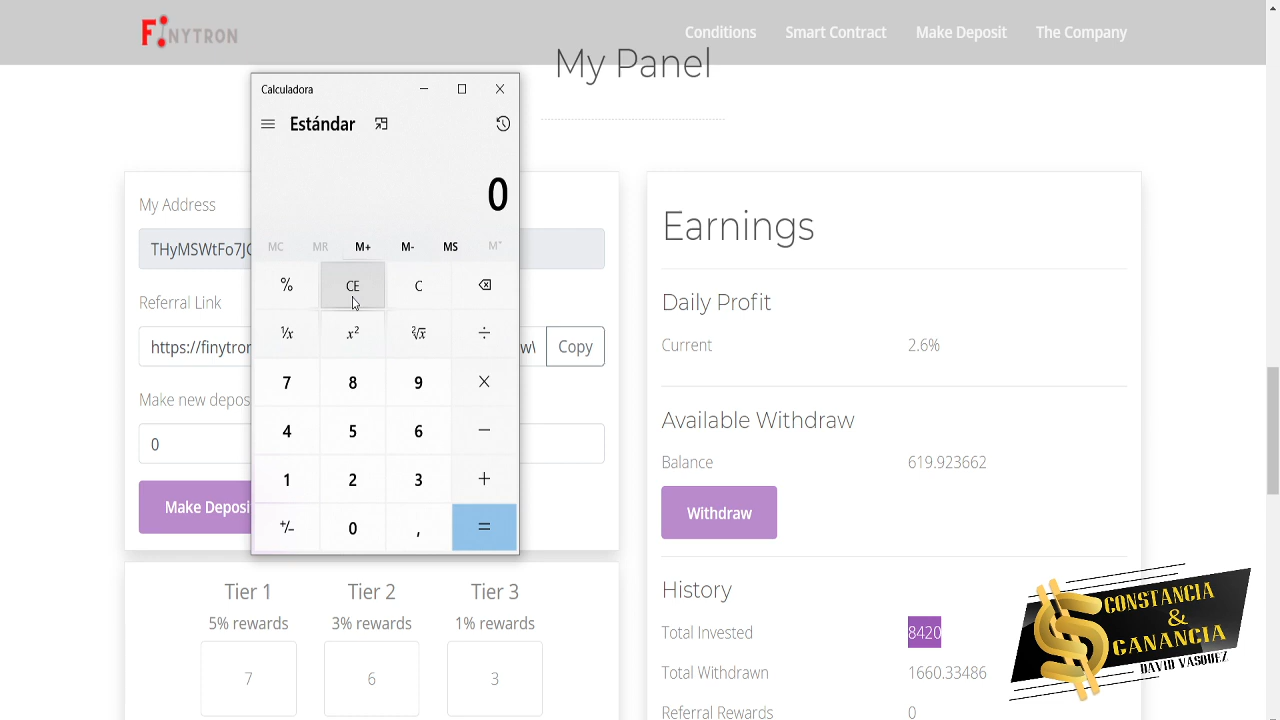 FINYTRON
Conditions
Smart Contract
Make Deposit
The Company
My Panel
Calculadora
Estándar
0
MC MR M+ M- MS M˅
% CE C
¹/x x² ²√x ÷
7 8 9 ×
4 5 6 −
1 2 3 +
+/− 0 , =
My Address
THyMSWtFo7J
Referral Link
https://finytron
Copy
Make new depos
0
Make Deposi
Tier 1 Tier 2 Tier 3
5% rewards 3% rewards 1% rewards
7 6 3
Earnings
Daily Profit
Current 2.6%
Available Withdraw
Balance 619.923662
Withdraw
History
Total Invested 8420
Total Withdrawn 1660.33486
Referral Rewards 0
CONSTANCIA
&
GANANCIA
DAVID VASQUEZ